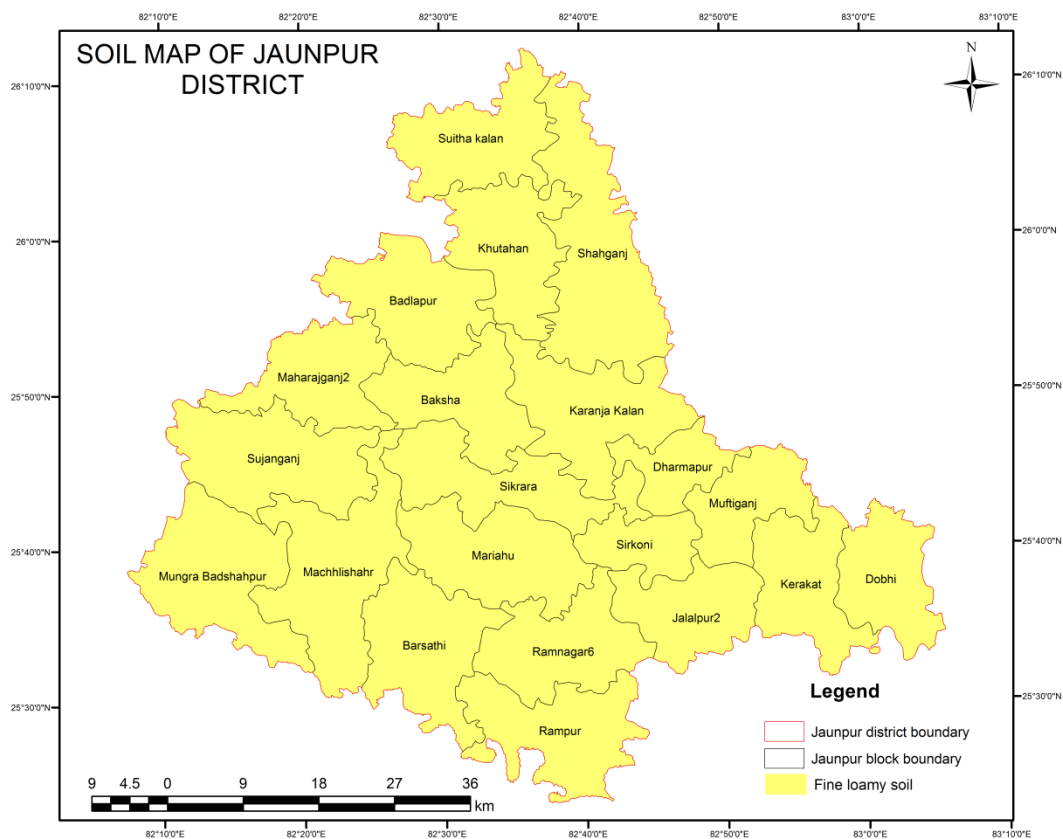 82°10'0"E 82°20'0"E 82°30'0"E 82°40'0"E 82°50'0"E 83°0'0"E 83°10'0"E
SOIL MAP OF JAUNPUR
DISTRICT
N
26°10'0"N 26°10'0"N
Suitha kalan
26°0'0"N 26°0'0"N
Khutahan
Shahganj
Badlapur
Maharajganj2
25°50'0"N 25°50'0"N
Baksha
Karanja Kalan
Sujanganj
Dharmapur
Sikrara
Muftiganj
25°40'0"N 25°40'0"N
Sirkoni
Mariahu
Mungra Badshahpur
Machhlishahr
Kerakat
Dobhi
Jalalpur2
Barsathi
Ramnagar6
25°30'0"N 25°30'0"N
Rampur
Legend
Jaunpur district boundary
Jaunpur block boundary
Fine loamy soil
9 4.5 0 9 18 27 36
km
82°10'0"E 82°20'0"E 82°30'0"E 82°40'0"E 82°50'0"E 83°0'0"E